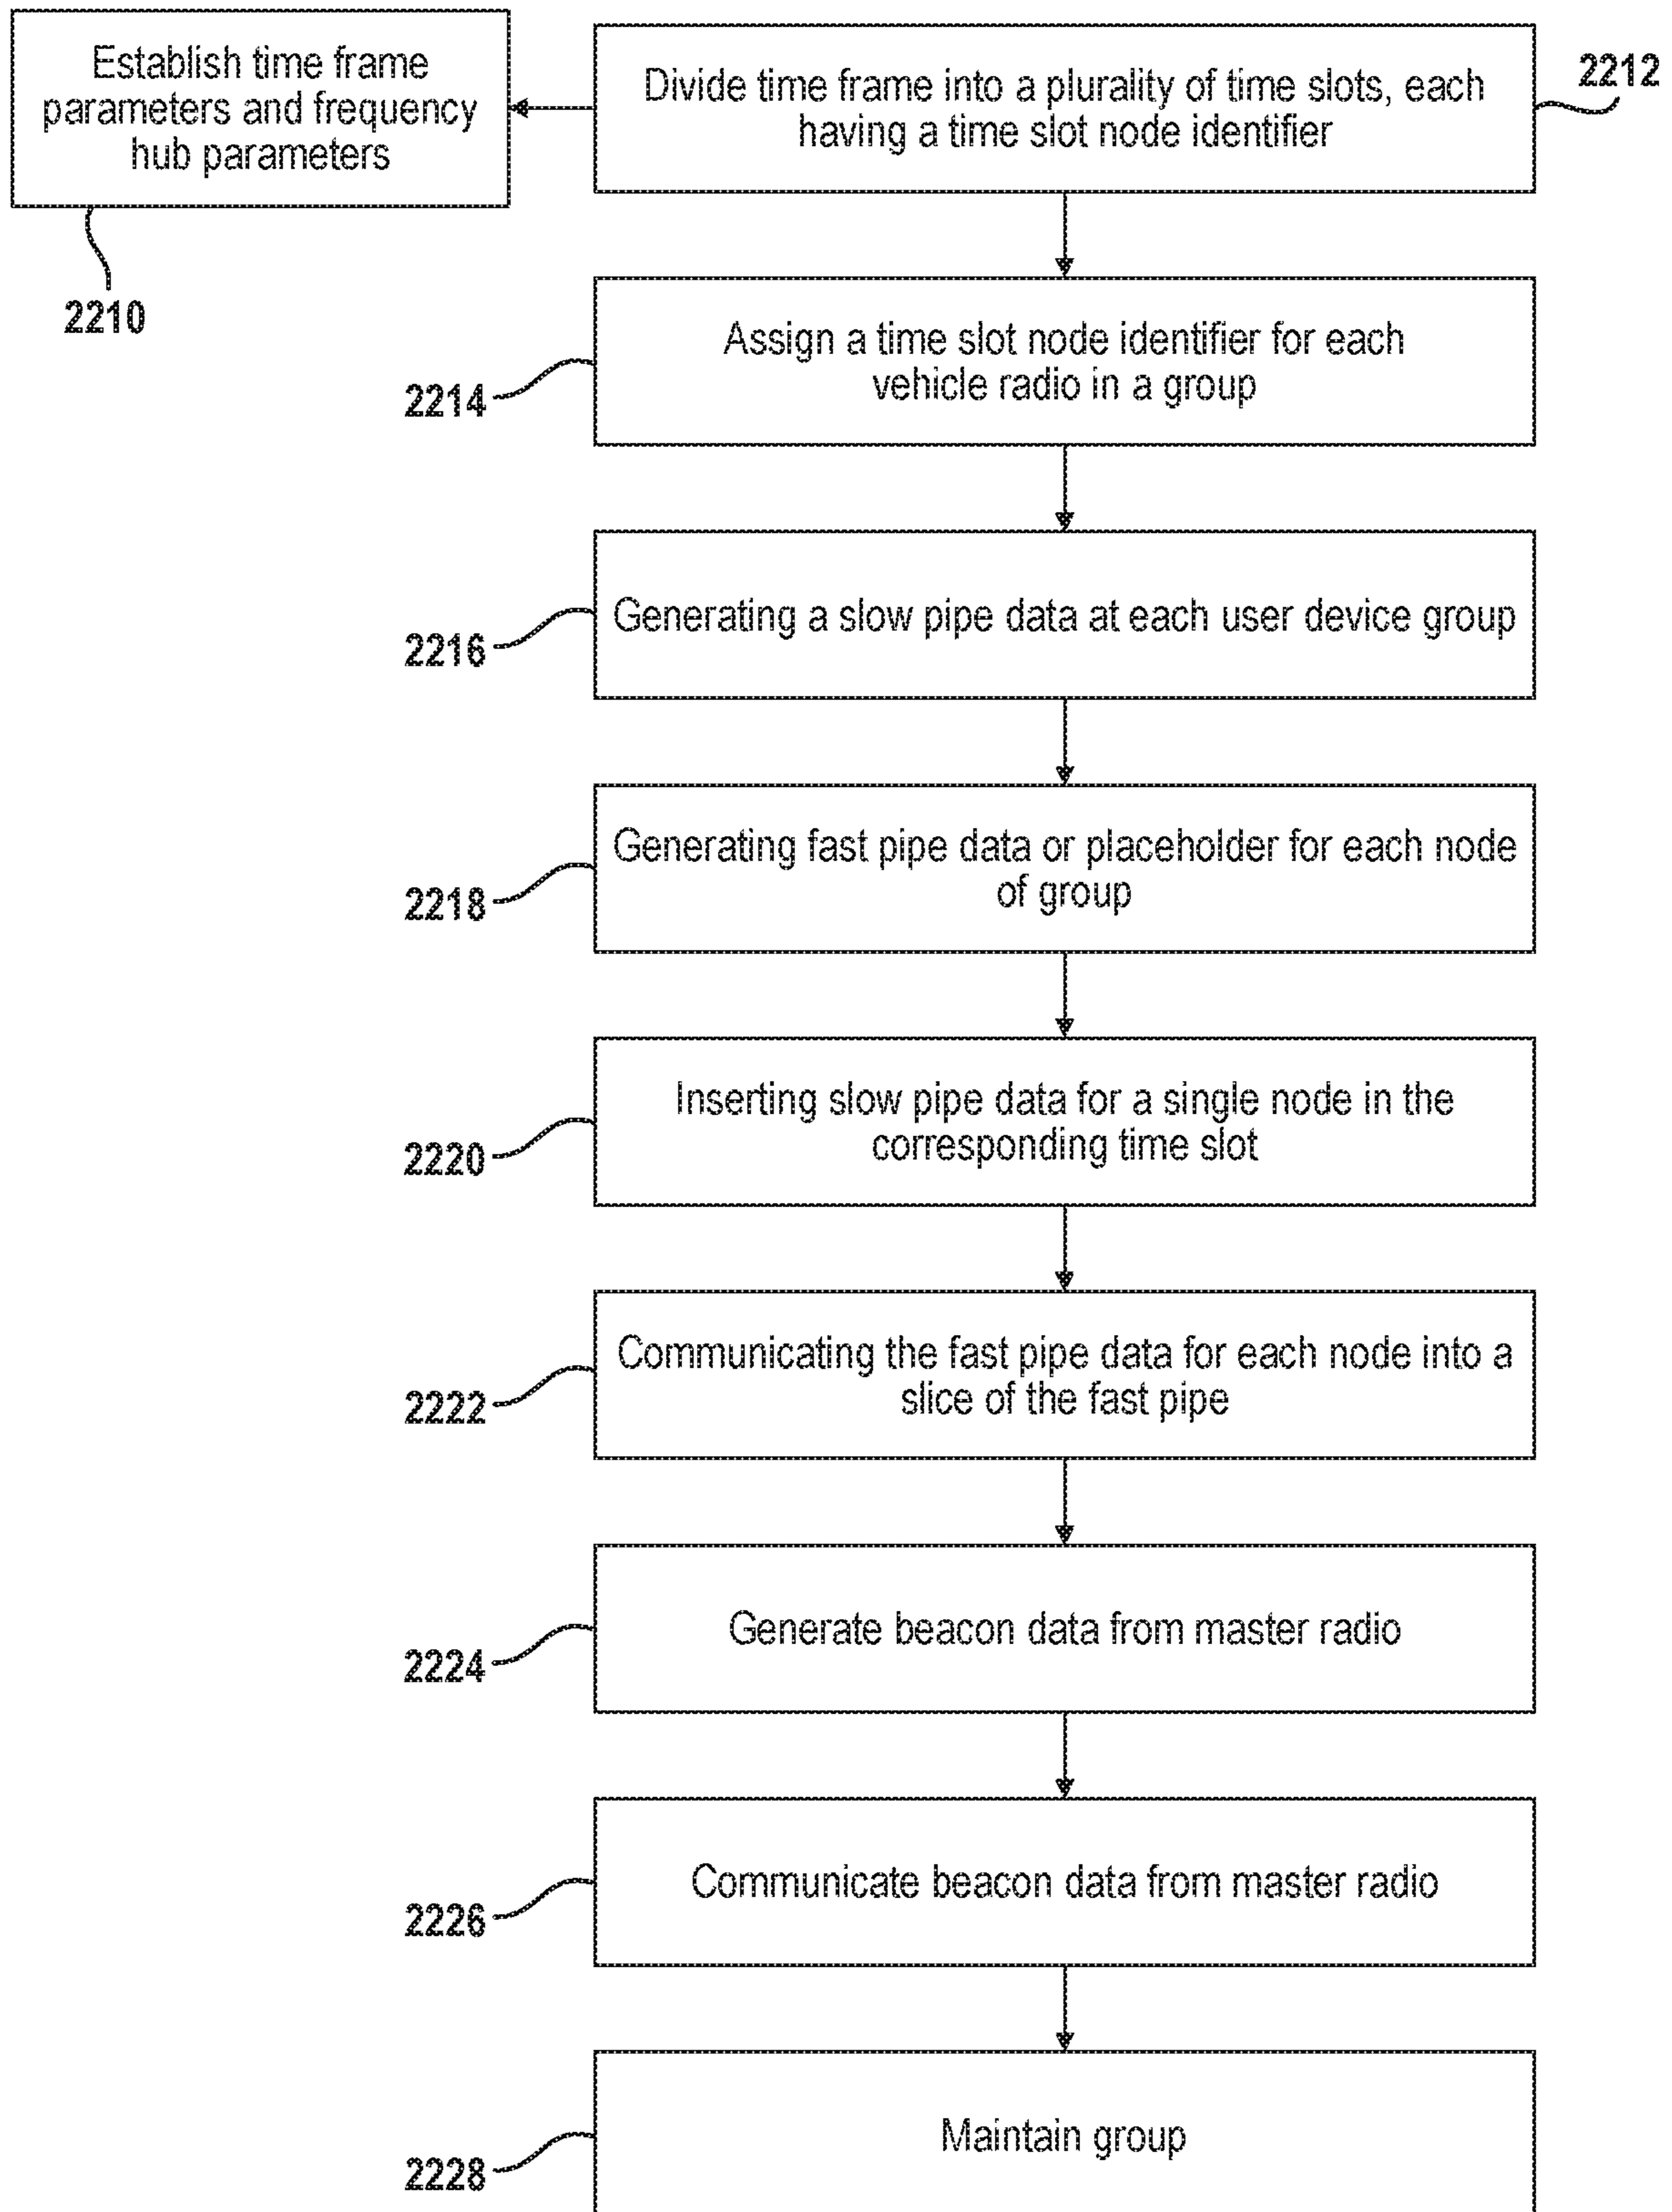 Establish time frame
parameters and frequency
hub parameters
2210
Divide time frame into a plurality of time slots, each
having a time slot node identifier
2212
Assign a time slot node identifier for each
vehicle radio in a group
2214
Generating a slow pipe data at each user device group
2216
Generating fast pipe data or placeholder for each node
of group
2218
Inserting slow pipe data for a single node in the
corresponding time slot
2220
Communicating the fast pipe data for each node into a
slice of the fast pipe
2222
Generate beacon data from master radio
2224
Communicate beacon data from master radio
2226
Maintain group
2228